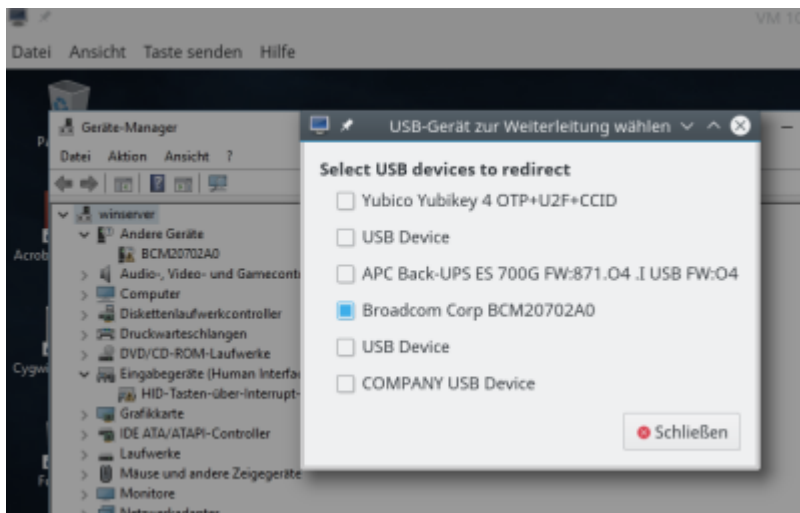 VM 10
Datei Ansicht Taste senden Hilfe
Geräte-Manager
Datei Aktion Ansicht ?
winserver
Andere Geräte
BCM20702A0
Audio-, Video- und Gamecont
Computer
Diskettenlaufwerkcontroller
Druckwarteschlangen
DVD/CD-ROM-Laufwerke
Eingabegeräte (Human Interfa
HID-Tasten-über-Interrupt-
Grafikkarte
IDE ATA/ATAPI-Controller
Laufwerke
Mäuse und andere Zeigegeräte
Monitore
Netzwerkadapter
Acrob
Cygw
USB-Gerät zur Weiterleitung wählen
Select USB devices to redirect
Yubico Yubikey 4 OTP+U2F+CCID
USB Device
APC Back-UPS ES 700G FW:871.O4 .I USB FW:O4
Broadcom Corp BCM20702A0
USB Device
COMPANY USB Device
Schließen